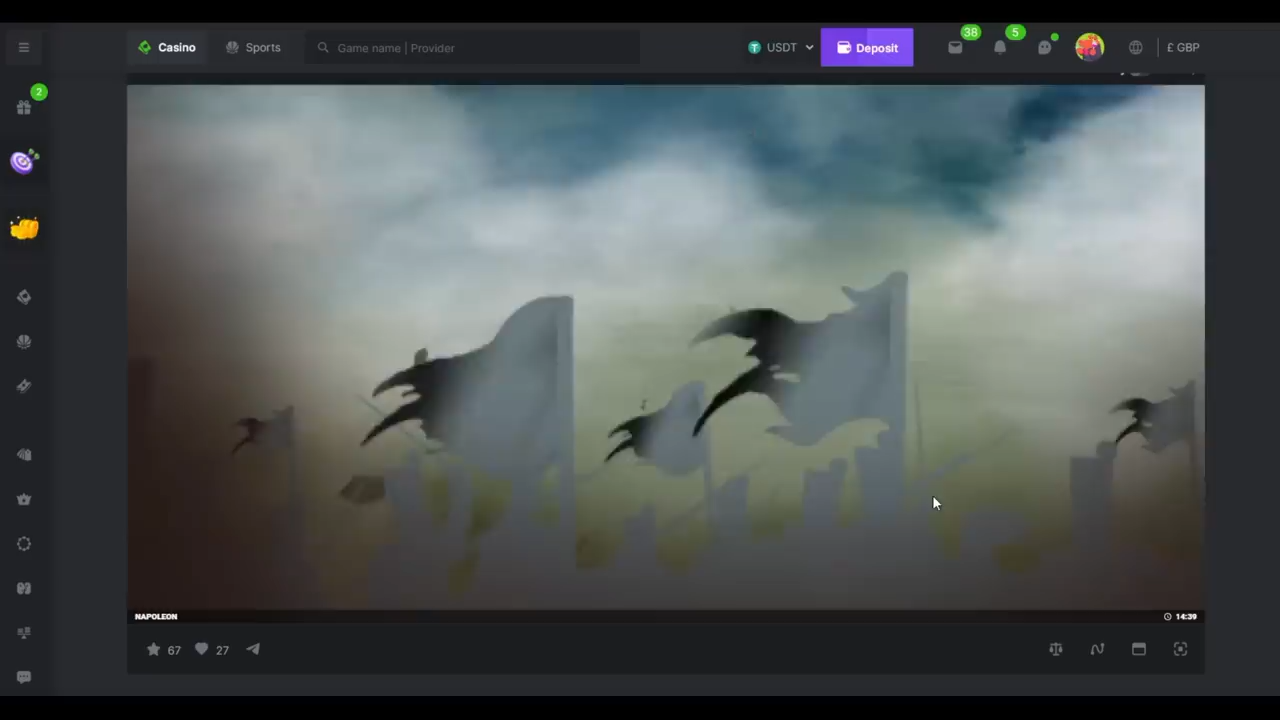 Casino
Sports
Game name | Provider
USDT
Deposit
38
5
£ GBP
2
NAPOLEON
14:39
67
27